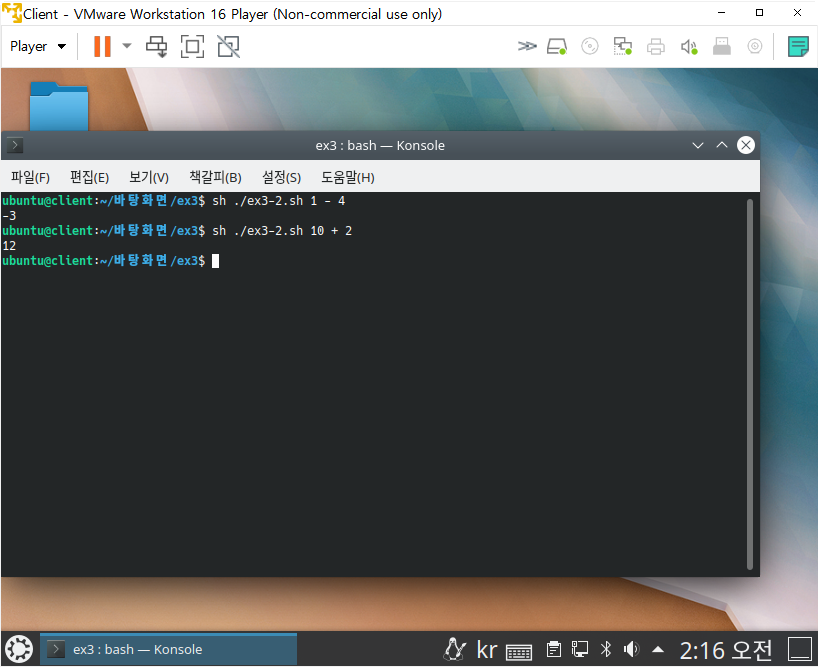 Client - VMware Workstation 16 Player (Non-commercial use only)
Player
ex3 : bash — Konsole
파일(F) 편집(E) 보기(V) 책갈피(B) 설정(S) 도움말(H)
ubuntu@client:~/바탕화면/ex3$ sh ./ex3-2.sh 1 - 4
-3
ubuntu@client:~/바탕화면/ex3$ sh ./ex3-2.sh 10 + 2
12
ubuntu@client:~/바탕화면/ex3$
ex3 : bash — Konsole
kr
2:16 오전